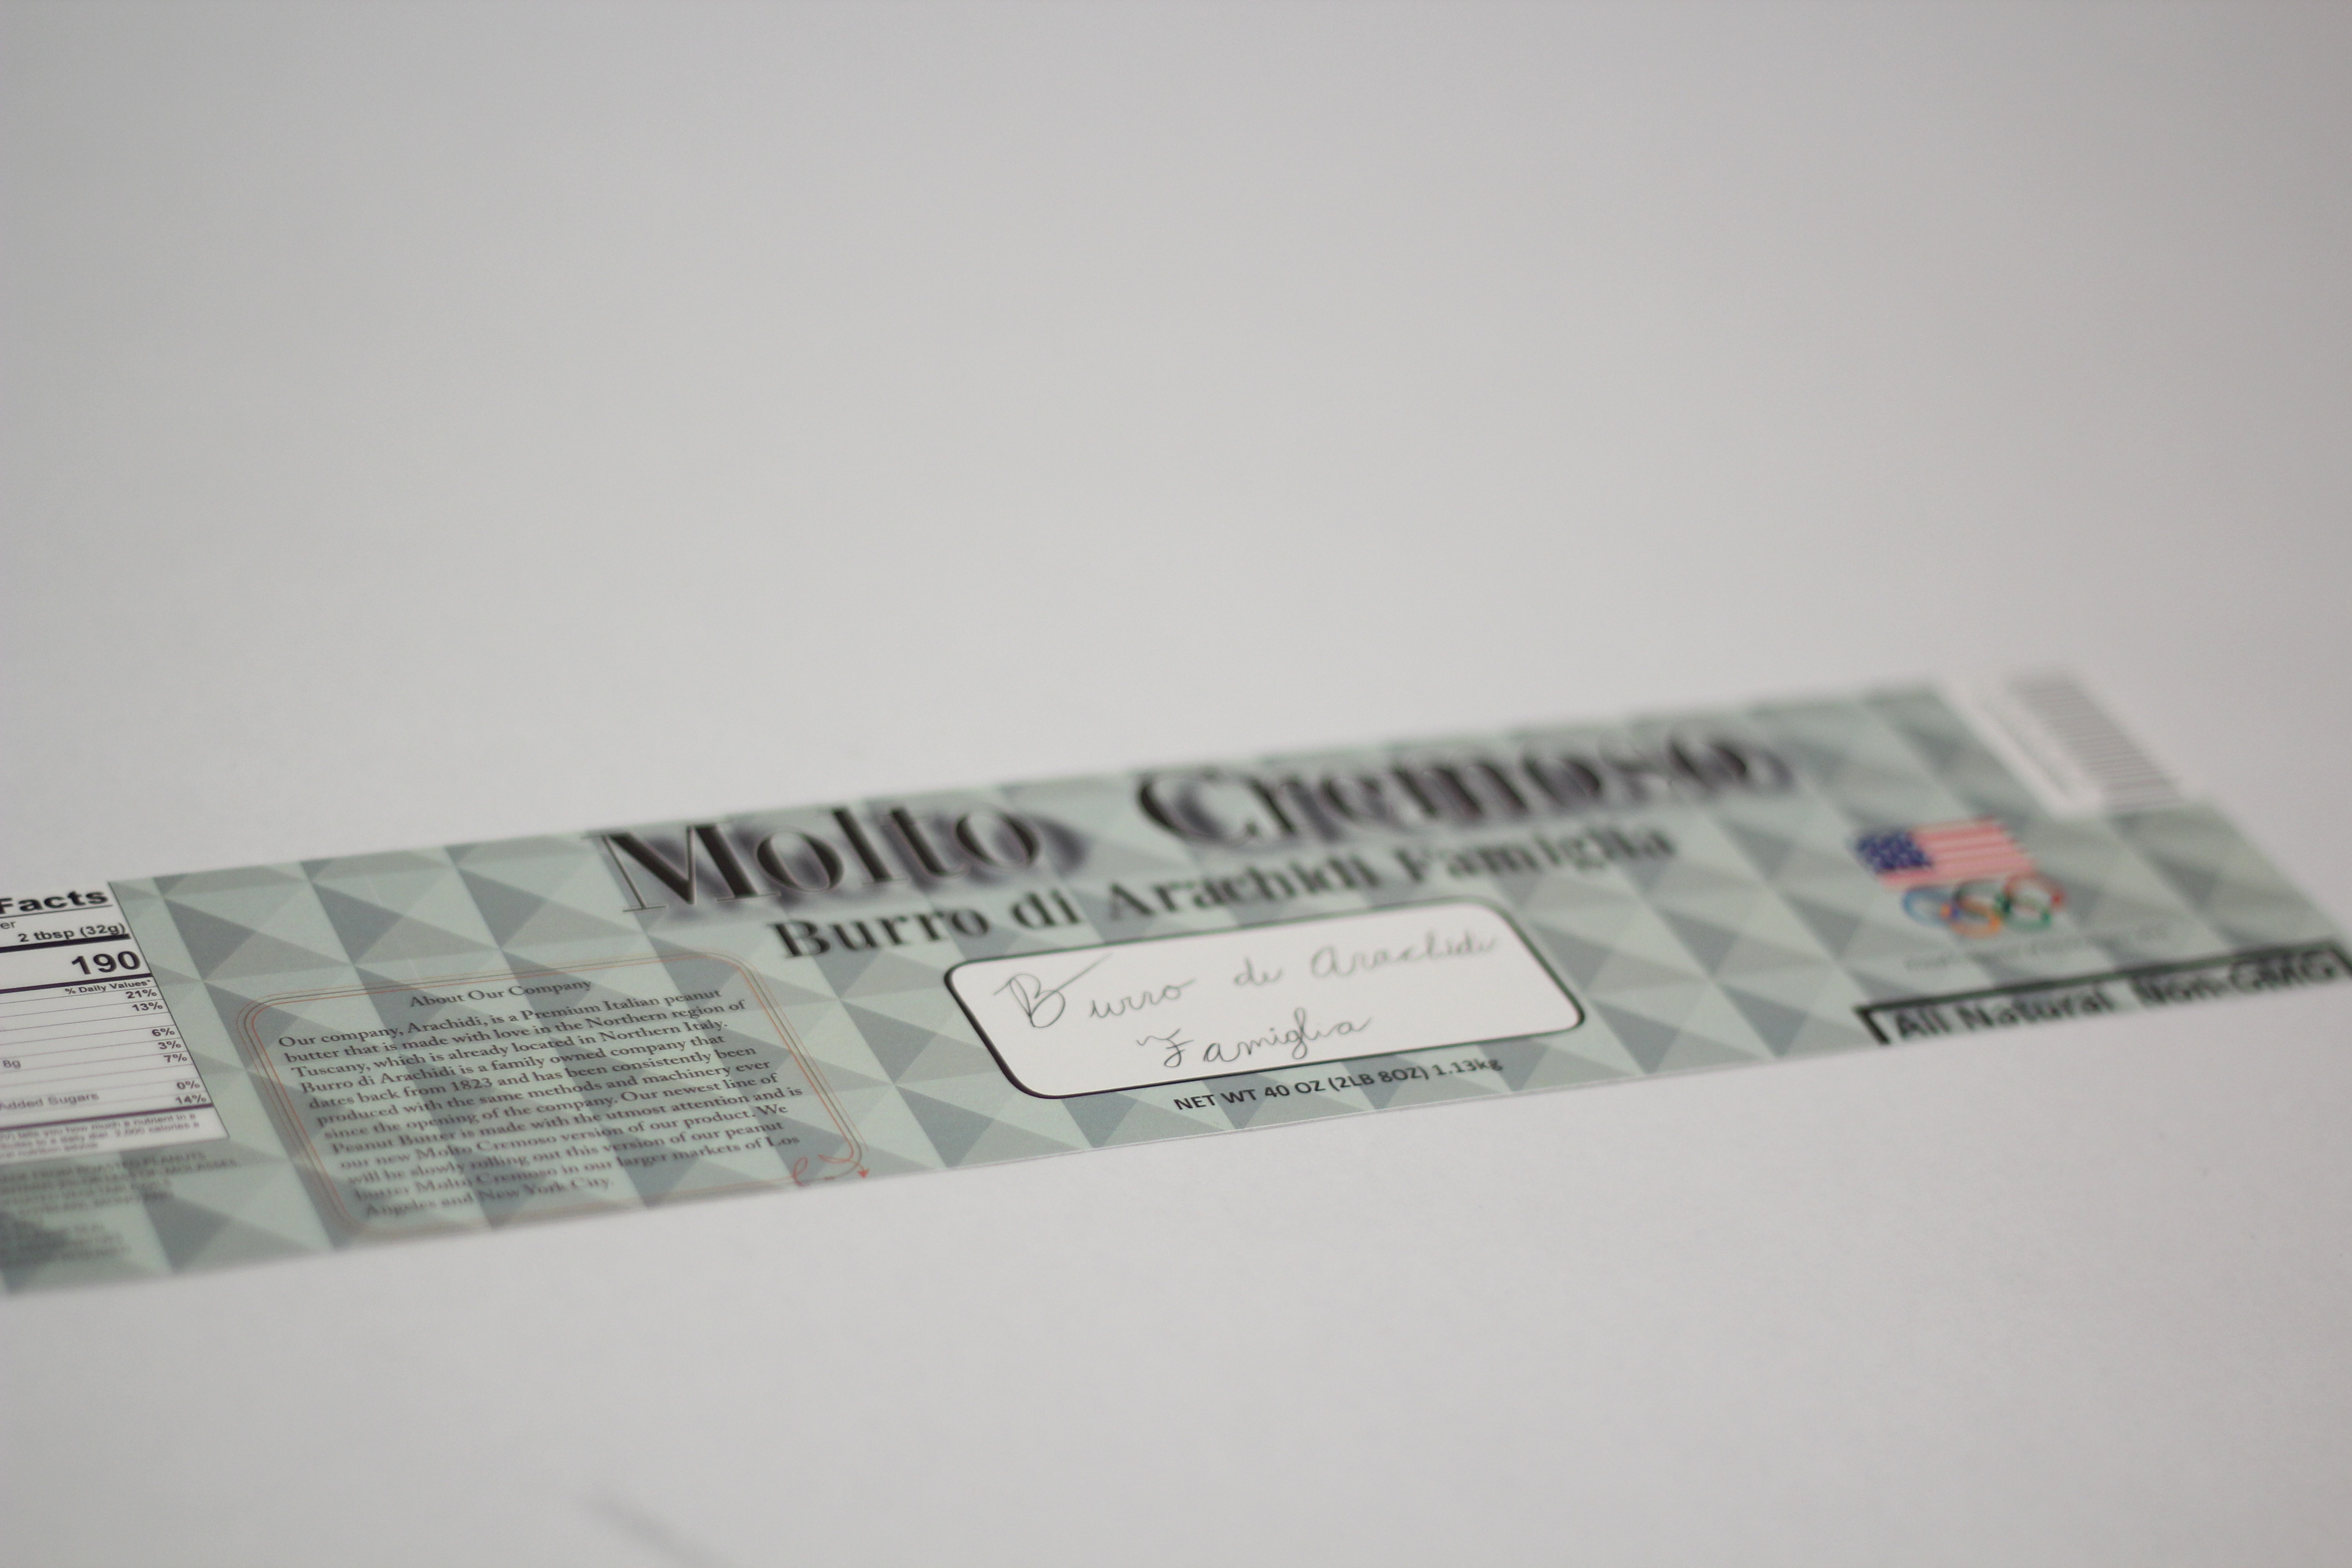 Facts
2 tbsp (32g)
190
% Daily Values*
21%
13%
6%
3%
8g
7%
0%
Added Sugars
14%
About Our Company
Our company, Arachidi, is a Premium Italian peanut
butter that is made with love in the Northern region of
Tuscany, which is already located in Northern Italy.
Burro di Arachidi is a family owned company that
dates back from 1823 and has been consistently been
produced with the same methods and machinery ever
since the opening of the company. Our newest line of
Peanut Butter is made with the utmost attention and is
our new Molto Cremoso version of our product. We
will be slowly rolling out this version of our peanut
butter Molto Cremoso in our larger markets of Los
Angeles and New York City.
Molto Cremoso
Burro di Arachidi Famiglia
Burro di Arachidi
Famiglia
NET WT 40 OZ (2LB 8OZ) 1.13kg
All Natural Non-GMO